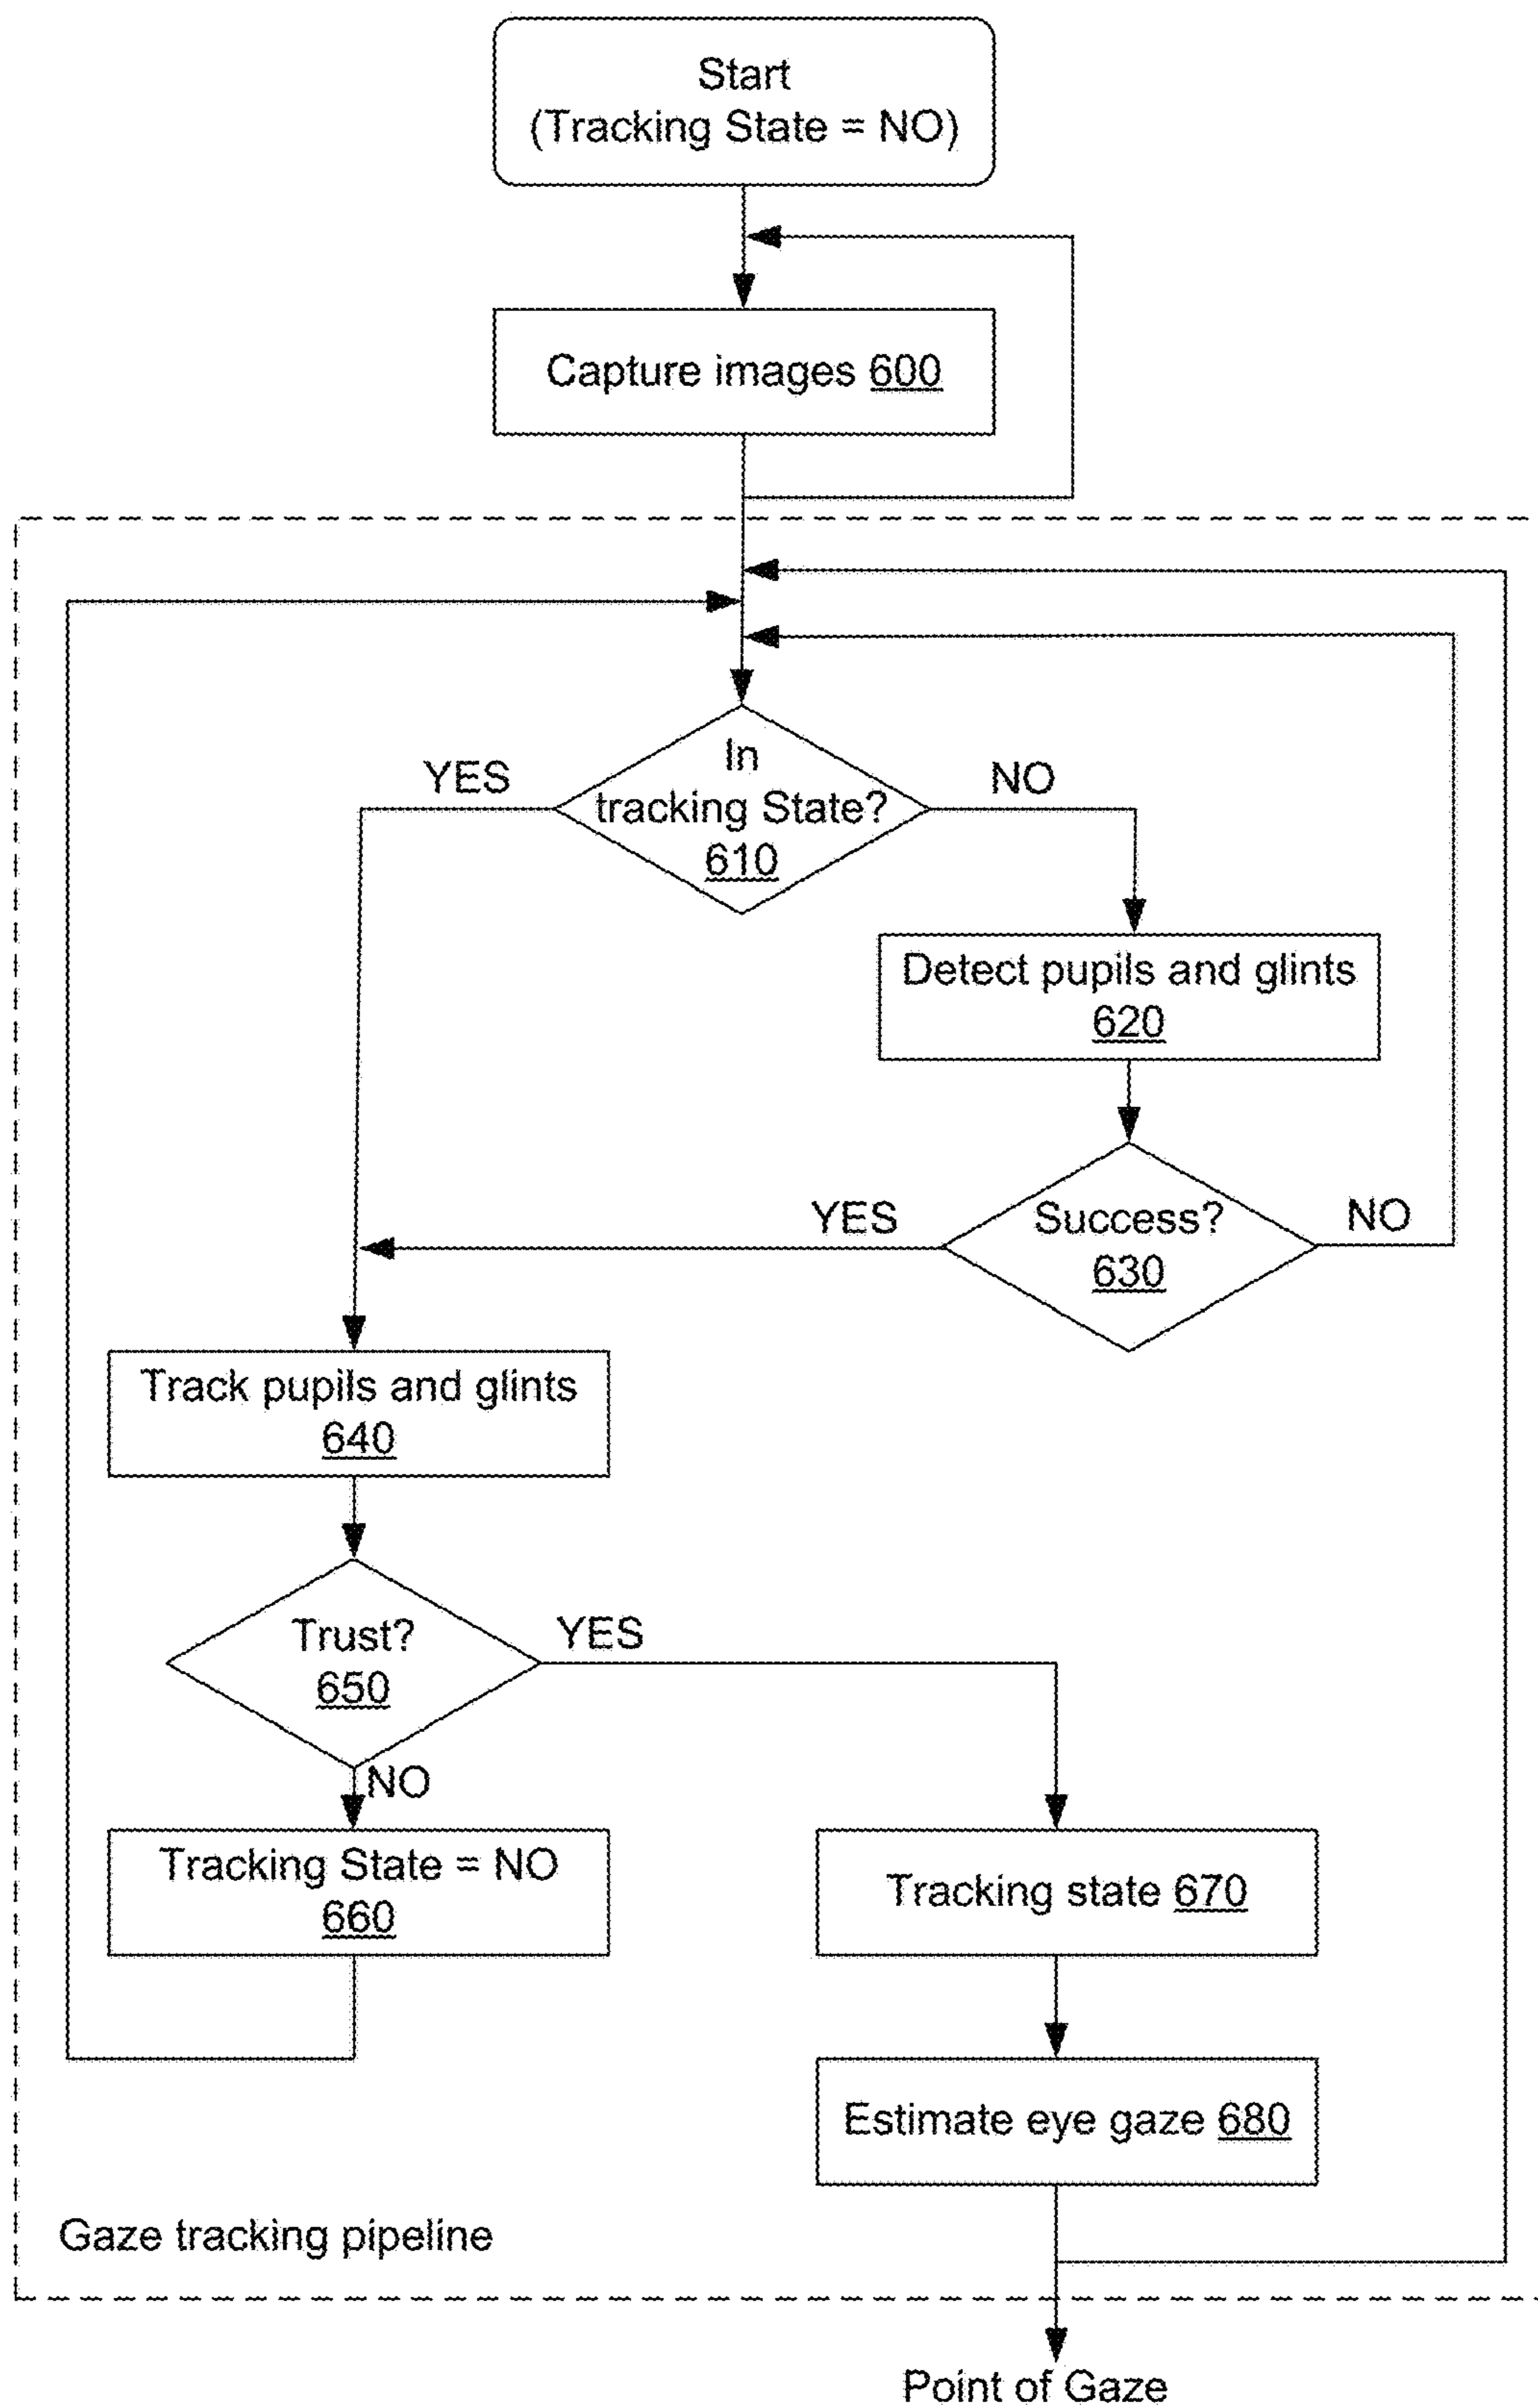 Start
(Tracking State = NO)
Capture images 600
In
tracking State?
610
YES
NO
Detect pupils and glints
620
Success?
630
YES
NO
Track pupils and glints
640
Trust?
650
YES
NO
Tracking State = NO
660
Tracking state 670
Estimate eye gaze 680
Gaze tracking pipeline
Point of Gaze